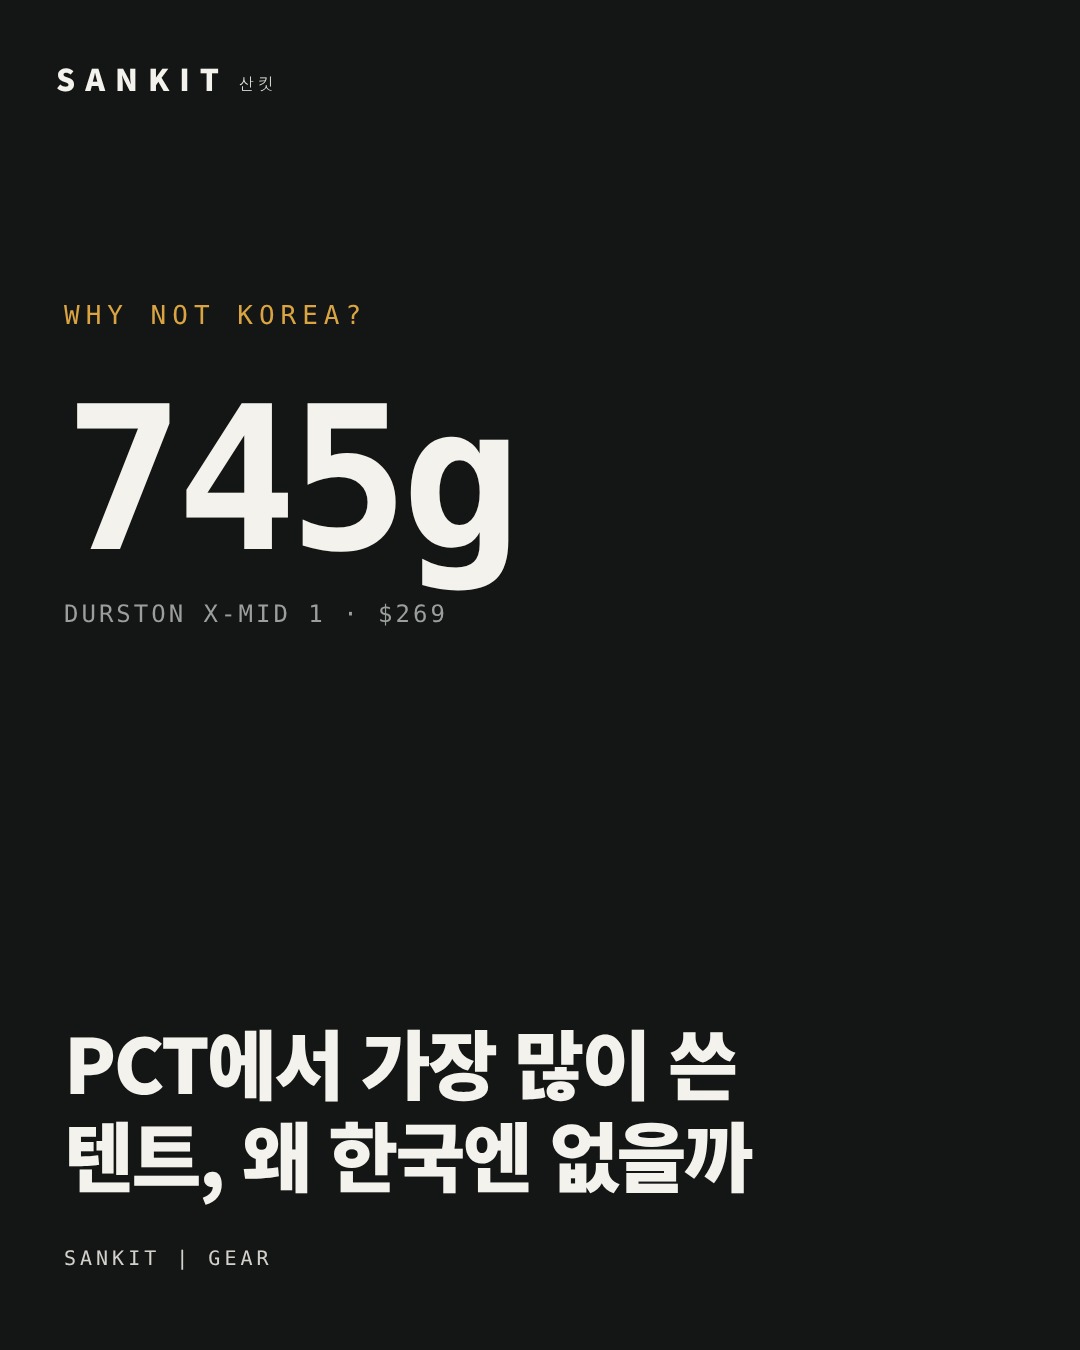 SANKIT 산킷
WHY NOT KOREA?
745g
DURSTON X-MID 1 · $269
PCT에서 가장 많이 쓴
텐트, 왜 한국엔 없을까
SANKIT | GEAR